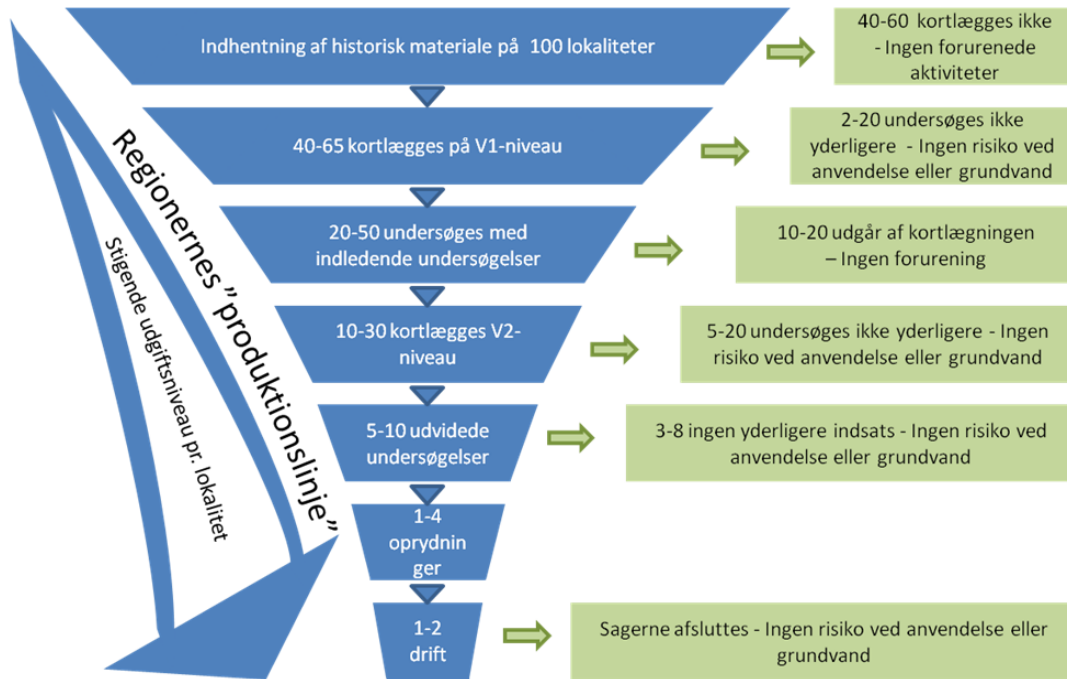 Indhentning af historisk materiale på 100 lokaliteter
40-60 kortlægges ikke
- Ingen forurenede
aktiviteter
40-65 kortlægges på V1-niveau
2-20 undersøges ikke
yderligere - Ingen risiko ved
anvendelse eller grundvand
20-50 undersøges med
indledende undersøgelser
10-20 udgår af kortlægningen
– Ingen forurening
10-30 kortlægges V2-
niveau
5-20 undersøges ikke yderligere - Ingen
risiko ved anvendelse eller grundvand
5-10 udvidede
undersøgelser
3-8 ingen yderligere indsats - Ingen risiko ved
anvendelse eller grundvand
1-4
oprydnin
ger
1-2
drift
Sagerne afsluttes - Ingen risiko ved anvendelse eller
grundvand
Regionernes ”produktionslinje”
Stigende udgiftsniveau pr. lokalitet